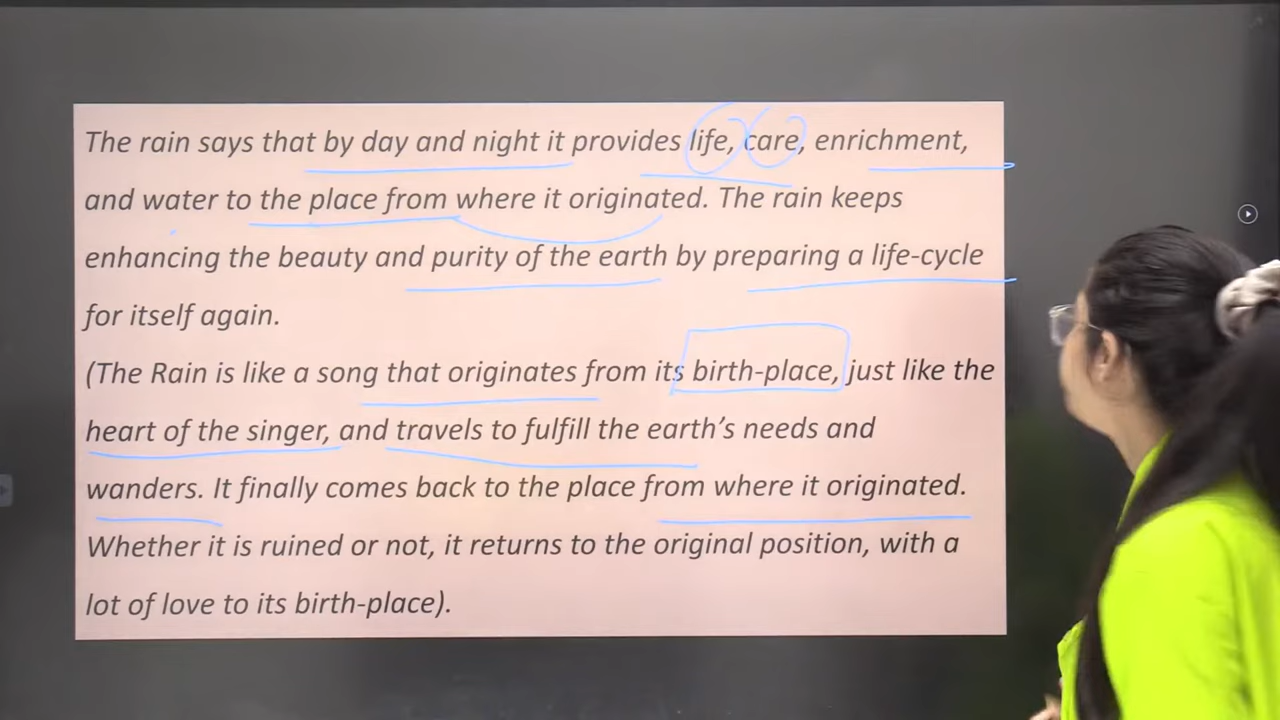 The rain says that by day and night it provides life, care, enrichment,
and water to the place from where it originated. The rain keeps
enhancing the beauty and purity of the earth by preparing a life-cycle
for itself again.
(The Rain is like a song that originates from its birth-place, just like the
heart of the singer, and travels to fulfill the earth’s needs and
wanders. It finally comes back to the place from where it originated.
Whether it is ruined or not, it returns to the original position, with a
lot of love to its birth-place).